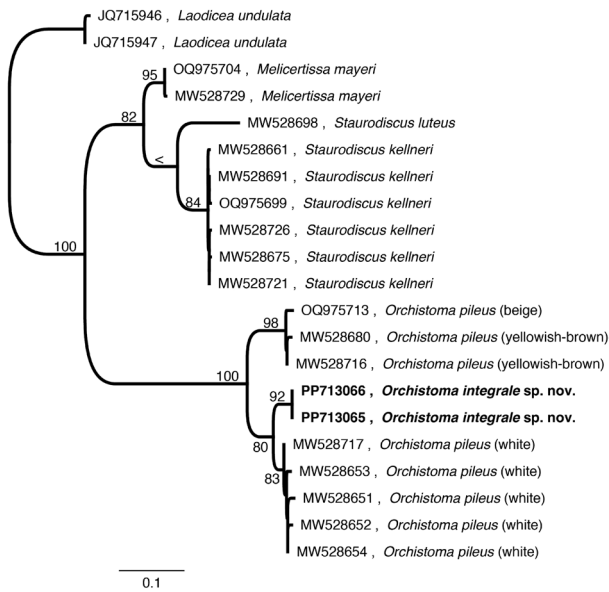 JQ715946 , Laodicea undulata
JQ715947 , Laodicea undulata
95
OQ975704 , Melicertissa mayeri
MW528729 , Melicertissa mayeri
82
MW528698 , Staurodiscus luteus
<
MW528661 , Staurodiscus kellneri
MW528691 , Staurodiscus kellneri
84
OQ975699 , Staurodiscus kellneri
MW528726 , Staurodiscus kellneri
100
MW528675 , Staurodiscus kellneri
MW528721 , Staurodiscus kellneri
OQ975713 , Orchistoma pileus (beige)
98
MW528680 , Orchistoma pileus (yellowish-brown)
MW528716 , Orchistoma pileus (yellowish-brown)
100
92
PP713066 , Orchistoma integrale sp. nov.
PP713065 , Orchistoma integrale sp. nov.
80
MW528717 , Orchistoma pileus (white)
83
MW528653 , Orchistoma pileus (white)
MW528651 , Orchistoma pileus (white)
MW528652 , Orchistoma pileus (white)
MW528654 , Orchistoma pileus (white)
0.1